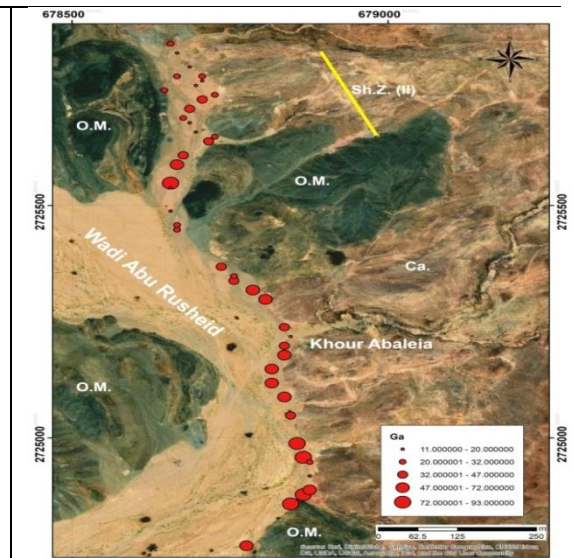 678500
679000
Sh.Z. (II)
O.M.
O.M.
2725500
2725500
Wadi Abu Rusheid
Ca.
Khour Abaleia
O.M.
Ga
11.000000 - 20.000000
20.000001 - 32.000000
32.000001 - 47.000000
47.000001 - 72.000000
72.000001 - 93.000000
2725000
2725000
O.M.
m
0 62.5 125 250